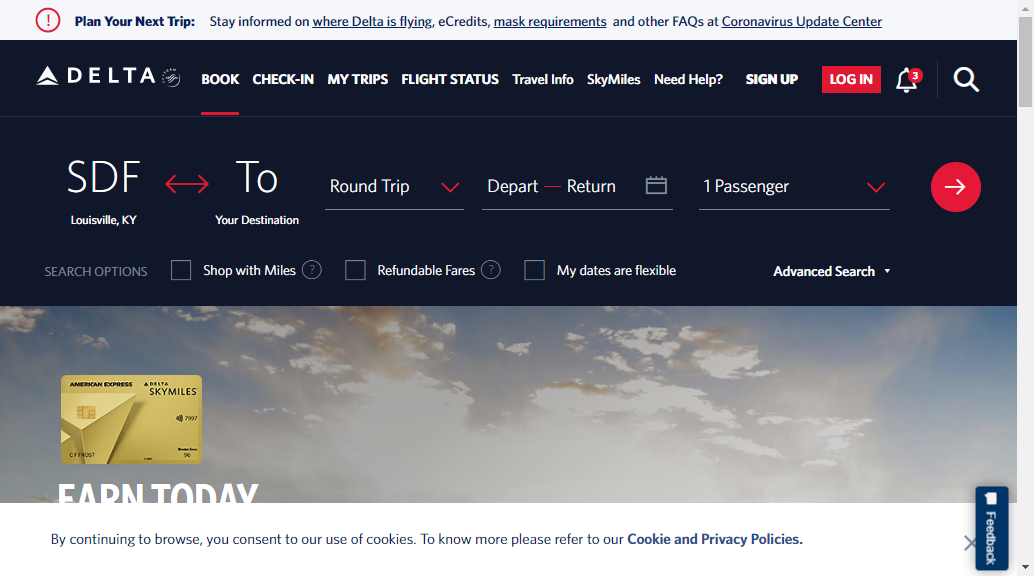 Plan Your Next Trip: Stay informed on where Delta is flying, eCredits, mask requirements and other FAQs at Coronavirus Update Center
DELTA BOOK CHECK-IN MY TRIPS FLIGHT STATUS Travel Info SkyMiles Need Help? SIGN UP LOG IN 3
SDF To Round Trip Depart — Return 1 Passenger
Louisville, KY Your Destination
SEARCH OPTIONS Shop with Miles ? Refundable Fares ? My dates are flexible Advanced Search
AMERICAN EXPRESS DELTA
SKYMILES
7997
C F FROST 96
EARN TODAY
By continuing to browse, you consent to our use of cookies. To know more please refer to our Cookie and Privacy Policies.
Feedback